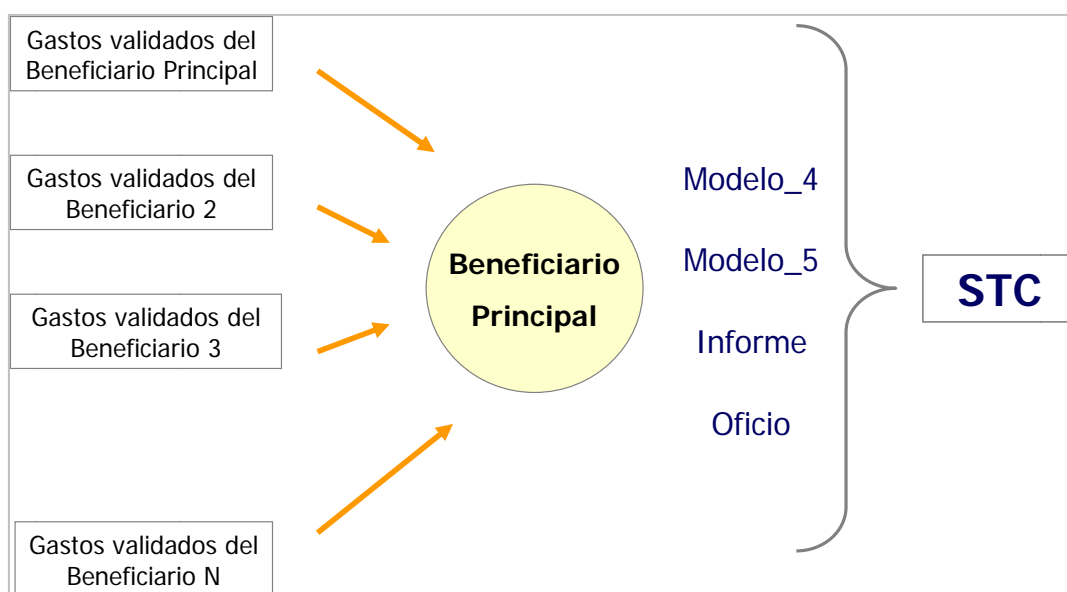 Gastos validados del
Beneficiario Principal
Gastos validados del
Beneficiario 2
Gastos validados del
Beneficiario 3
Gastos validados del
Beneficiario N
Beneficiario
Principal
Modelo_4
Modelo_5
Informe
Oficio
STC